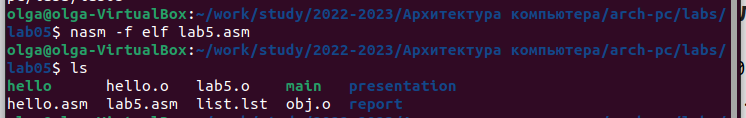 olga@olga-VirtualBox:~/work/study/2022-2023/Архитектура компьютера/arch-pc/labs/
lab05$ nasm -f elf lab5.asm
olga@olga-VirtualBox:~/work/study/2022-2023/Архитектура компьютера/arch-pc/labs/
lab05$ ls
hello hello.o lab5.o main presentation
hello.asm lab5.asm list.lst obj.o report